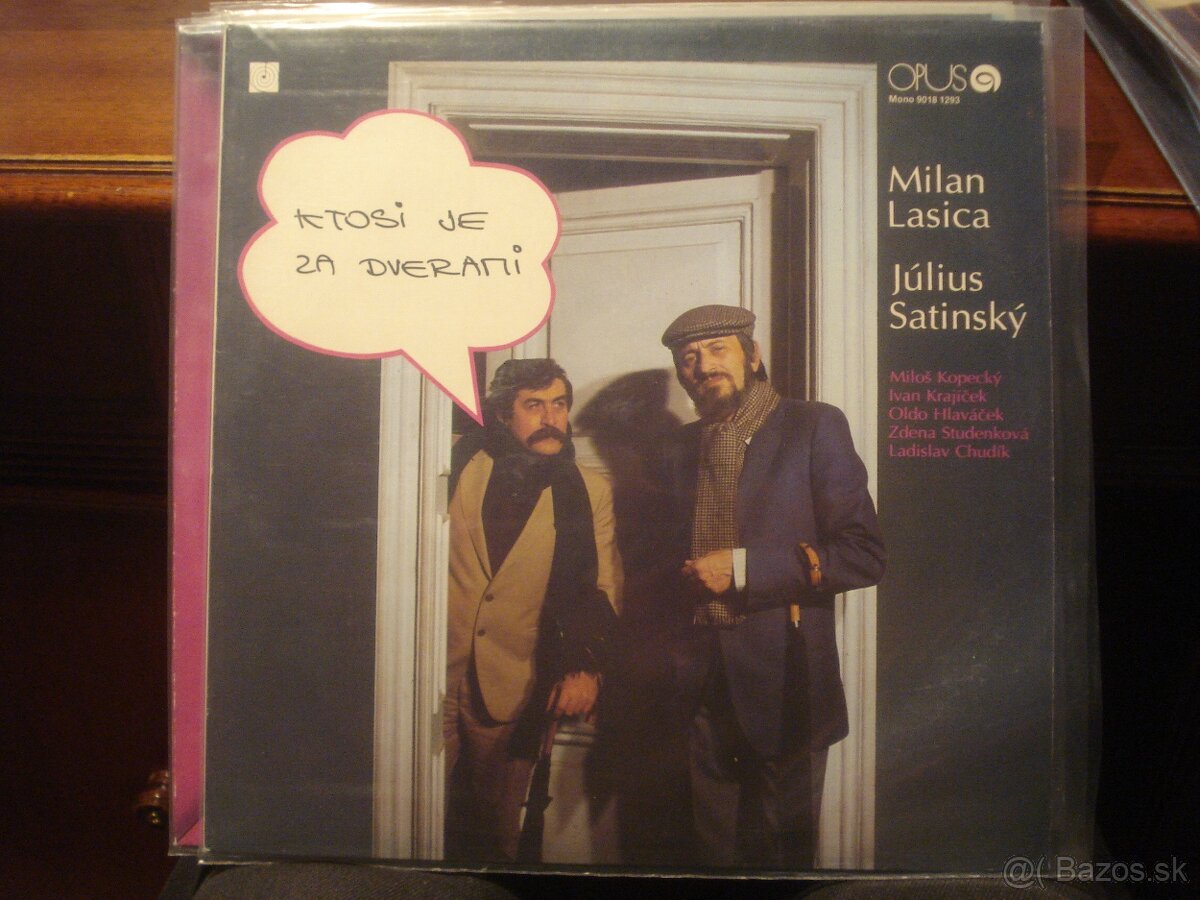 KTOSI JE
ZA DVERAMI
OPUS
Mono 9018 1293
Milan
Lasica
Július
Satinský
Miloš Kopecký
Ivan Krajíček
Oldo Hlaváček
Zdena Studenková
Ladislav Chudík
@( Bazos.sk